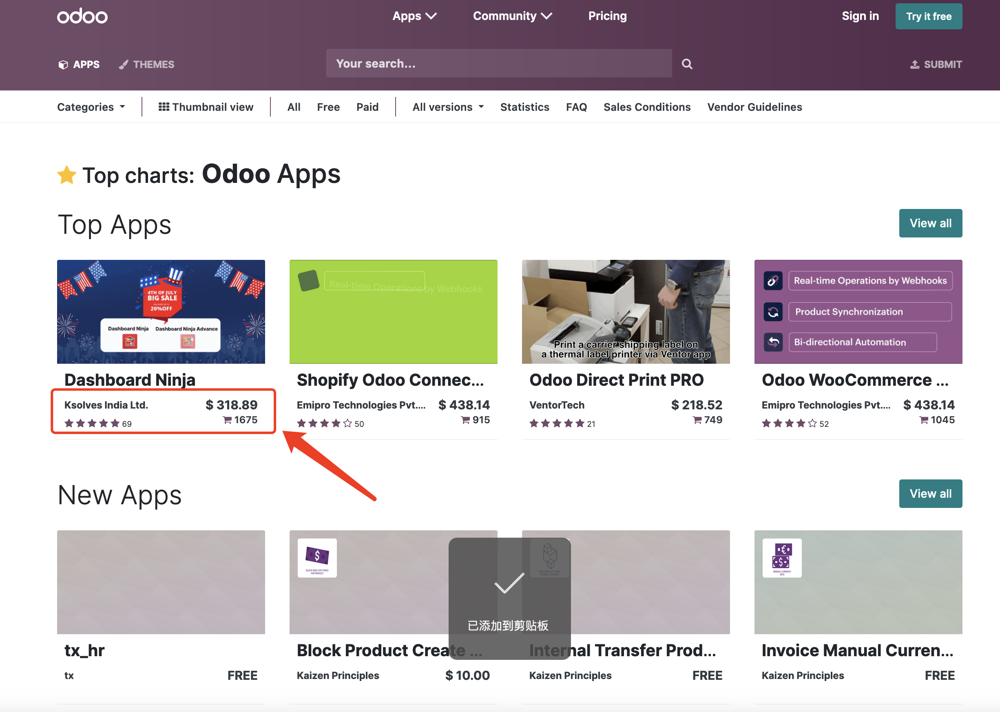 odoo
Apps
Community
Pricing
Sign in
Try it free
APPS
THEMES
Your search...
SUBMIT
Categories
Thumbnail view
All
Free
Paid
All versions
Statistics
FAQ
Sales Conditions
Vendor Guidelines
Top charts: Odoo Apps
Top Apps
View all
4TH OF JULY
BIG SALE
DISCOUNT UP TO
20%OFF
Dashboard Ninja
Dashboard Ninja Advance
Dashboard Ninja
Ksolves India Ltd.
$ 318.89
69
1675
Real-time Operations by Webhooks
Shopify Odoo Connec...
Emipro Technologies Pvt....
$ 438.14
50
915
Print a carrier shipping label on
a thermal label printer via Ventor app
Odoo Direct Print PRO
VentorTech
$ 218.52
21
749
Real-time Operations by Webhooks
Product Synchronization
Bi-directional Automation
Odoo WooCommerce ...
Emipro Technologies Pvt....
$ 438.14
52
1045
New Apps
View all
tx_hr
tx
FREE
BLOCK ZERO COST PRICE
FOR PRODUCT
Block Product Create ...
Kaizen Principles
$ 10.00
BLOCK PRODUCT FROM
INTERNAL TRANSFER
已添加到剪贴板
Internal Transfer Prod...
Kaizen Principles
FREE
MANUAL CURRENCY
RATE
Invoice Manual Curren...
Kaizen Principles
FREE